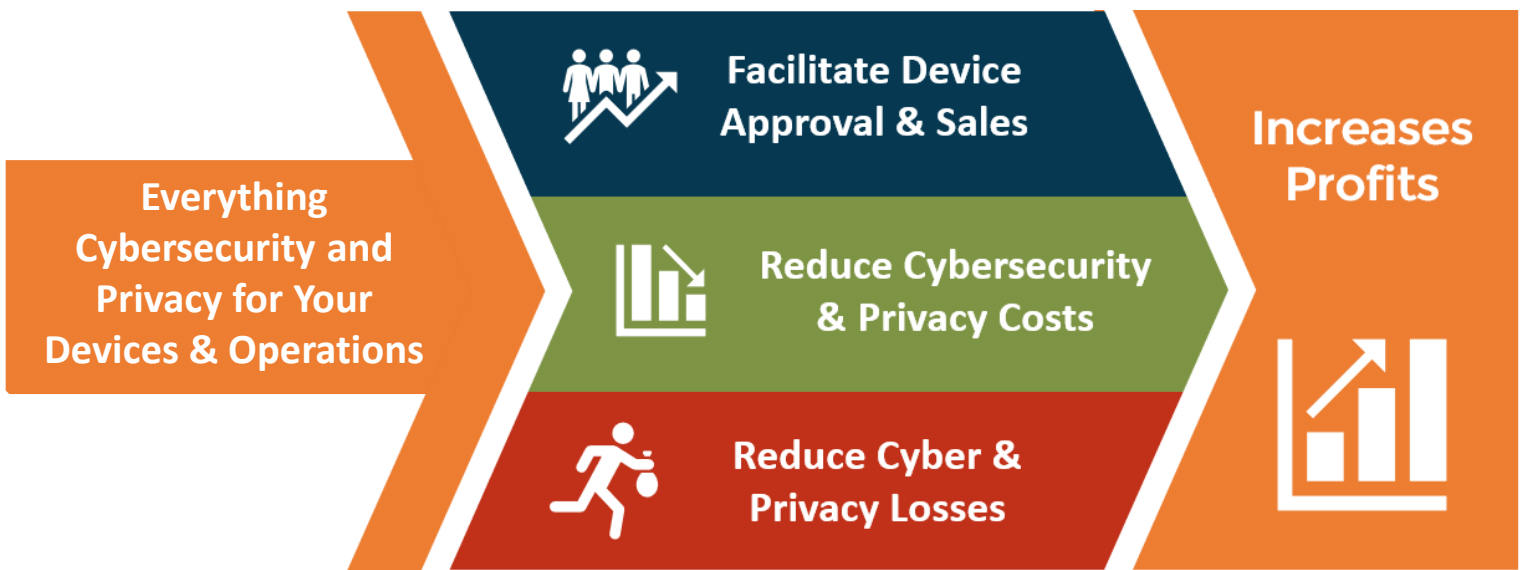 Everything
Cybersecurity and
Privacy for Your
Devices & Operations
Facilitate Device
Approval & Sales
Reduce Cybersecurity
& Privacy Costs
Reduce Cyber &
Privacy Losses
Increases
Profits